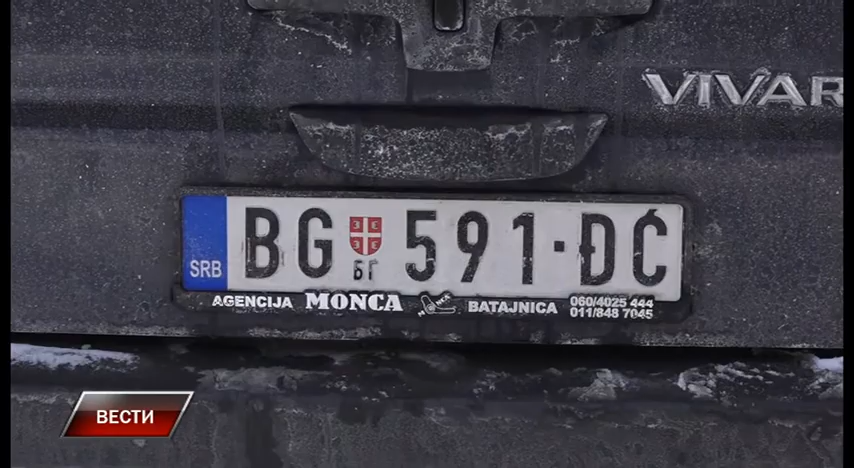 VIVAR
BG 591-ĐĆ
БГ
SRB
AGENCIJA MONCA BATAJNICA 060/4025 444
011/848 7045
ВЕСТИ